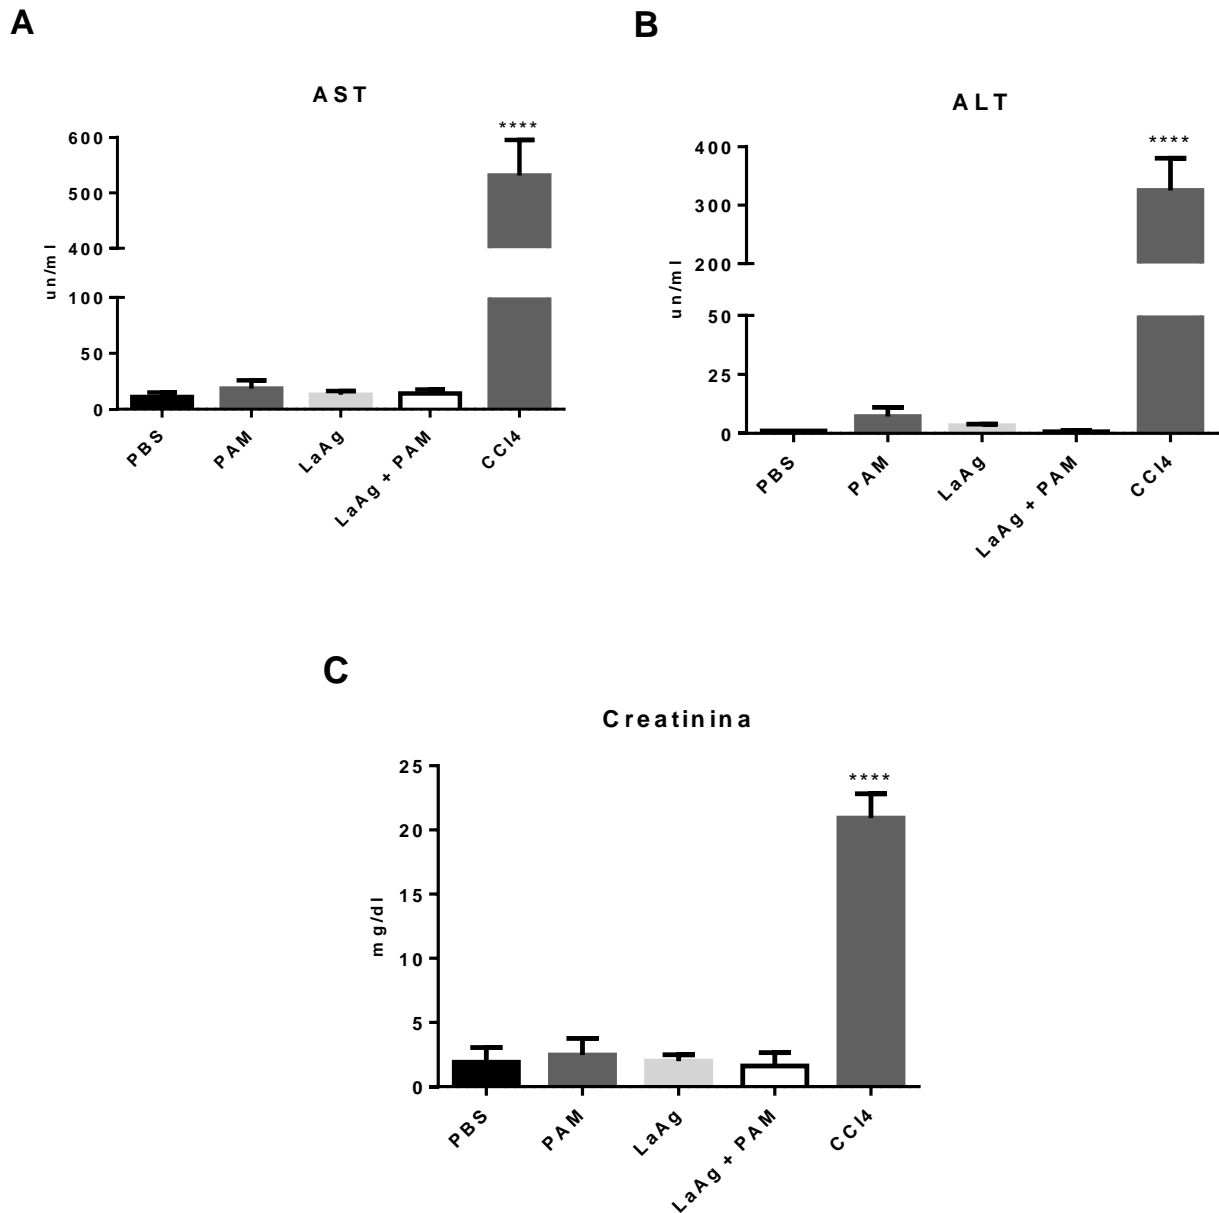 A
AST
****
600
500
400
100
50
0
un/ml
PBS
PAM
LaAg
LaAg + PAM
CCl4
B
ALT
****
400
300
200
50
25
0
un/ml
PBS
PAM
LaAg
LaAg + PAM
CCl4
C
Creatinina
****
25
20
15
10
5
0
mg/dl
PBS
PAM
LaAg
LaAg + PAM
CCl4